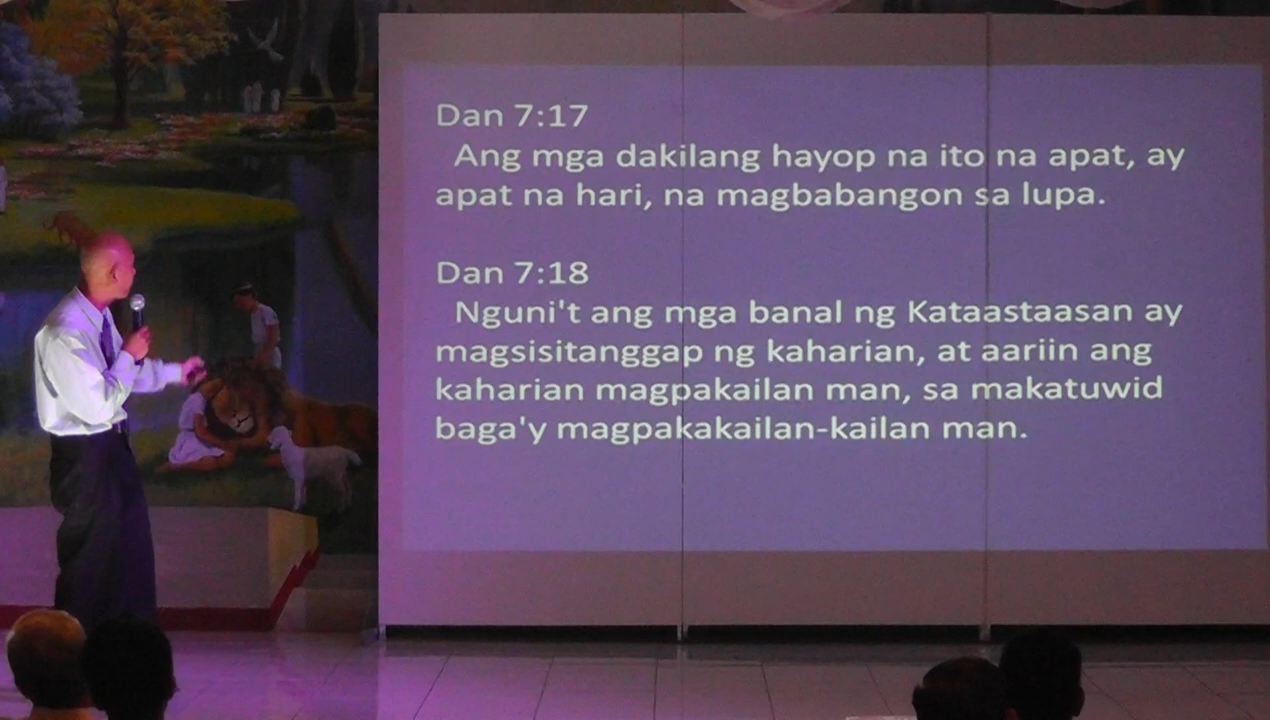 Dan 7:17
Ang mga dakilang hayop na ito na apat, ay
apat na hari, na magbabangon sa lupa.
Dan 7:18
Nguni't ang mga banal ng Kataastaasan ay
magsisitanggap ng kaharian, at aariin ang
kaharian magpakailan man, sa makatuwid
baga'y magpakakailan-kailan man.